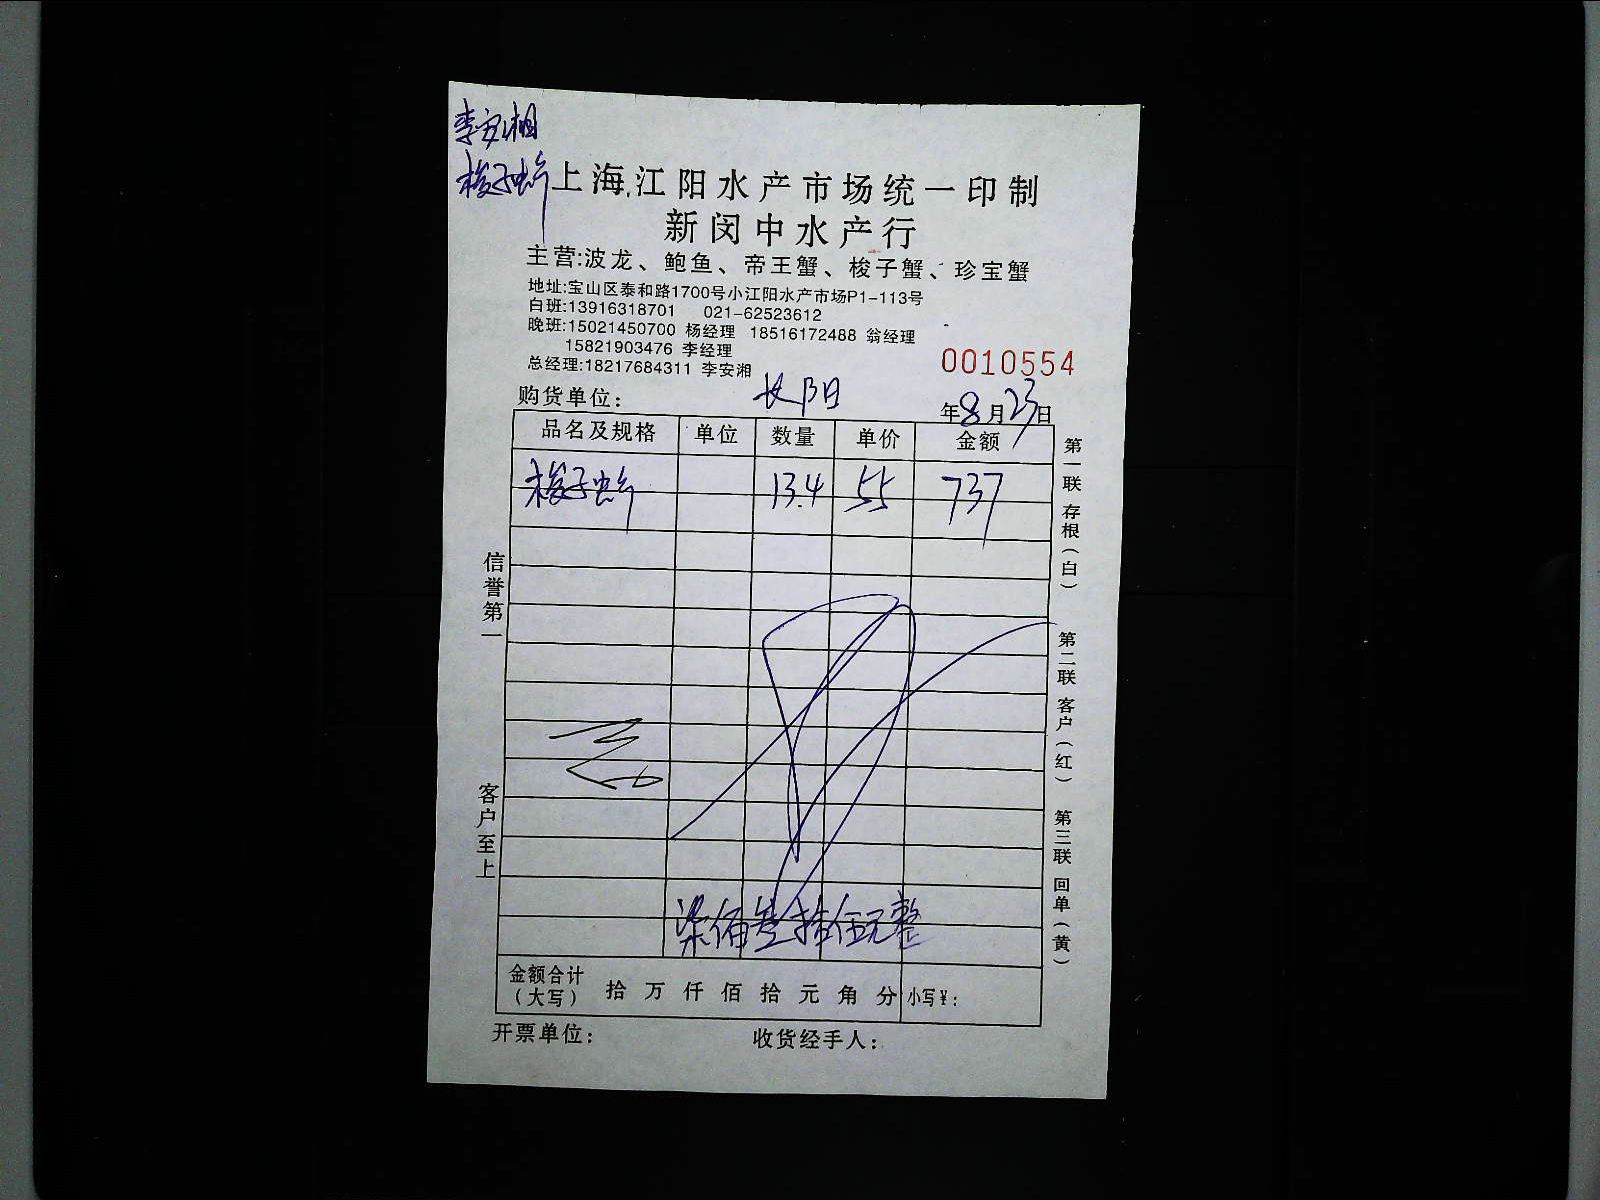 李安湘
梭子蚧
上海江阳水产市场统一印制
新闵中水产行
主营:波龙、鲍鱼、帝王蟹、梭子蟹、珍宝蟹
地址:宝山区泰和路1700号小江阳水产市场P1-113号
白班:13916318701 021-62523612
晚班:15021450700 杨经理 18516172488 翁经理
15821903476 李经理
总经理:18217684311 李安湘
0010554
购货单位: 长阳 年8月23日
品名及规格 单位 数量 单价 金额
梭子蚧 13.4 55 737
信誉第一
客户至上
第一联 存根(白)
第二联 客户(红)
第三联 回单(黄)
柒佰叁拾伍元整
金额合计(大写) 拾 万 仟 佰 拾 元 角 分 小写¥:
开票单位: 收货经手人: